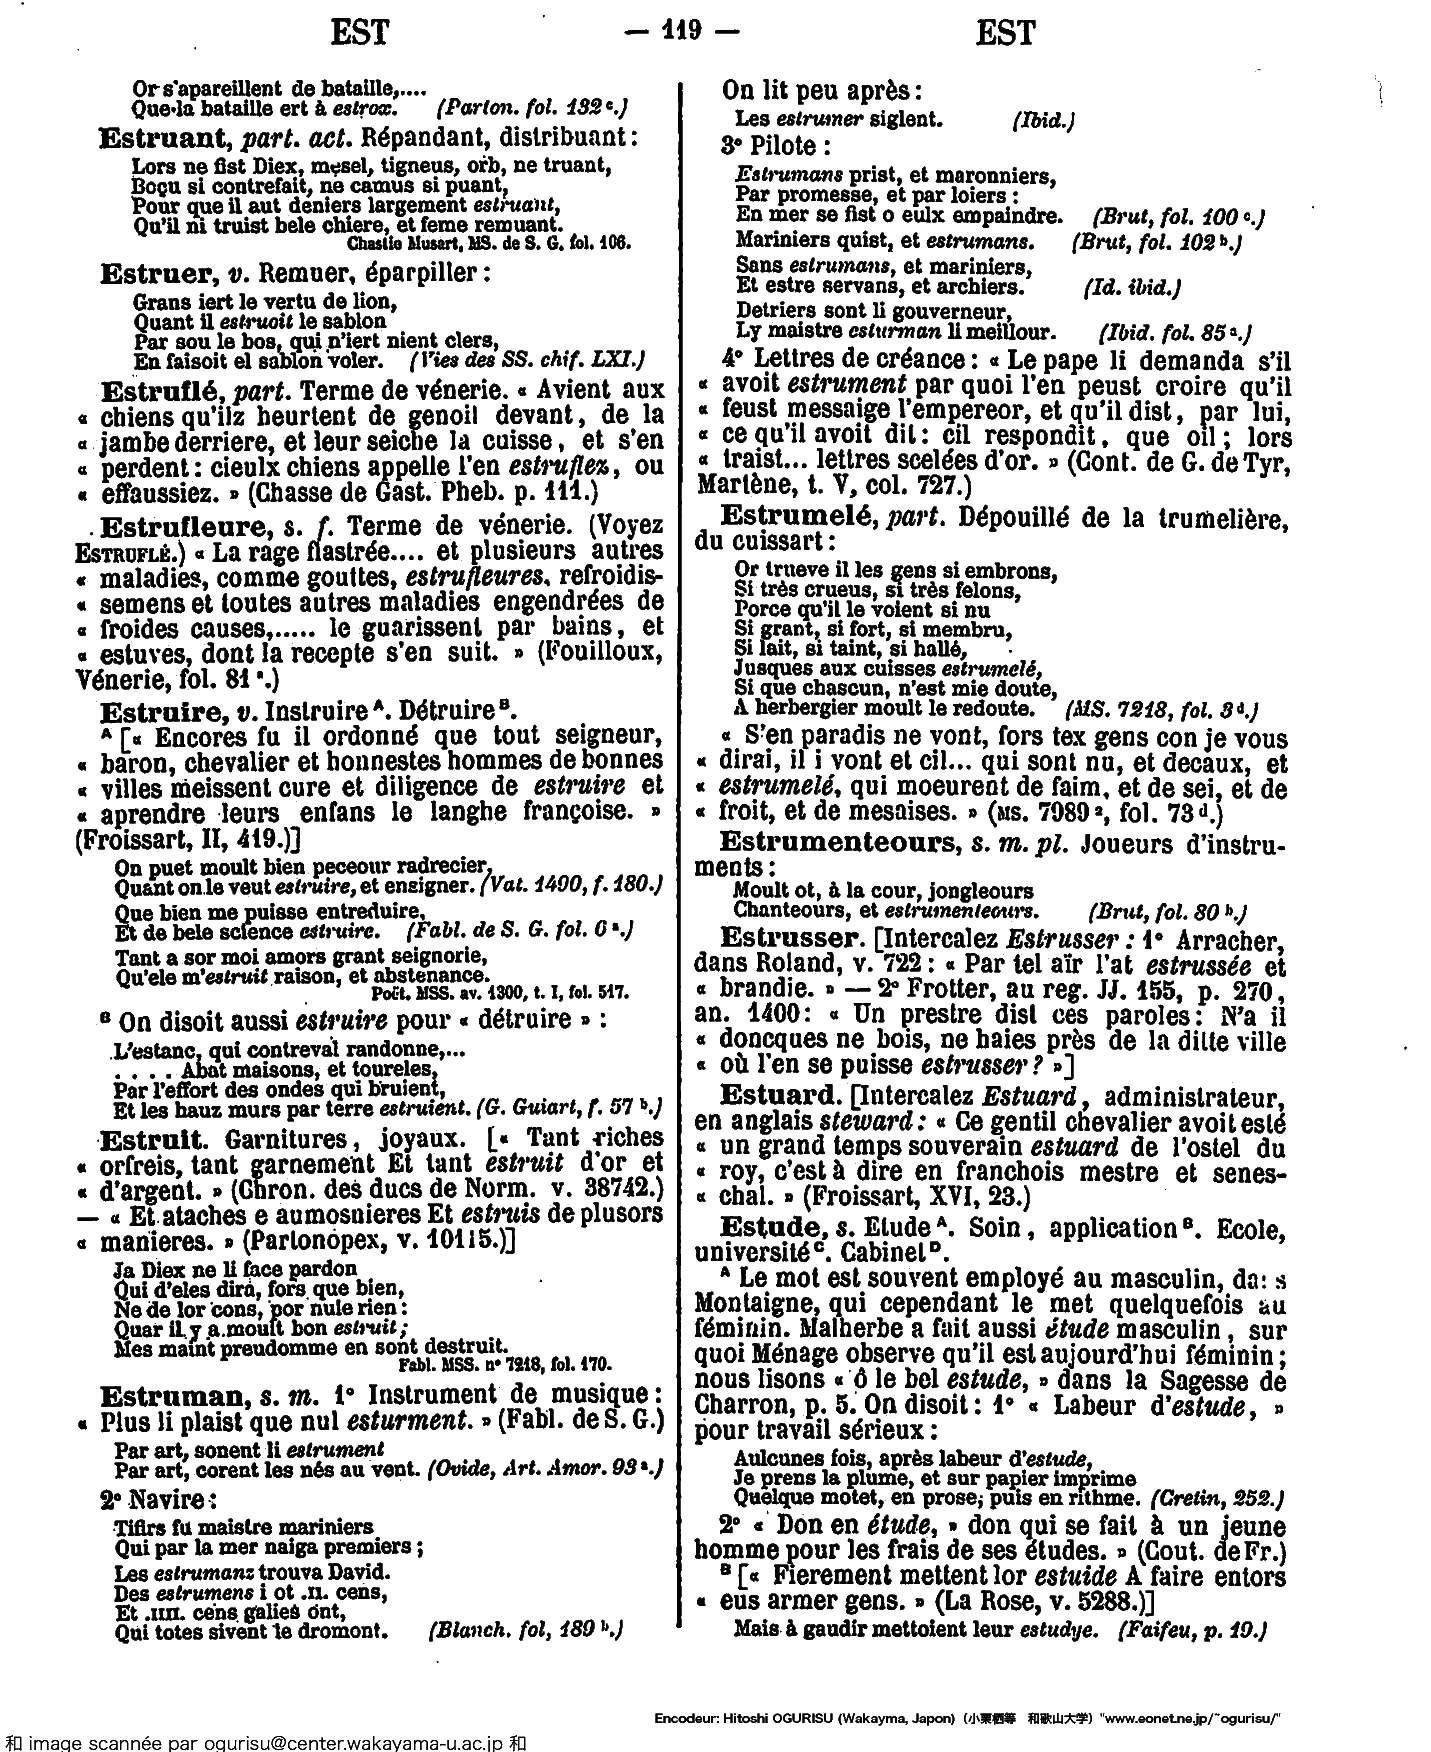 EST — 119 — EST
Or s'apareillent de bataille,....
Que la bataille ert à estrox. (Parton. fol. 132 c.)
Estruant, part. act. Répandant, distribuant :
Lors ne fist Diex, mesel, tigneus, orb, ne truant,
Boçu si contrefait, ne camus si puant,
Pour que il aut deniers largement estruant,
Qu'il ni truist bele chiere, et feme remuant.
Chastie Musart, MS. de S. G. fol. 106.
Estruer, v. Remuer, éparpiller :
Grans iert le vertu de lion,
Quant il estruoit le sablon
Par sou le bos, qui n'iert nient clers,
En faisoit el sablon voler. (Vies des SS. chif. LXI.)
Estruflé, part. Terme de vénerie. « Avient aux
« chiens qu'ilz heurtent de genoil devant, de la
« jambe derriere, et leur seiche la cuisse, et s'en
« perdent : cieulx chiens appelle l'en estruflez, ou
« effaussiez. » (Chasse de Gast. Pheb. p. 111.)
Estrufleure, s. f. Terme de vénerie. (Voyez
ESTRUFLÉ.) « La rage flastrée.... et plusieurs autres
« maladies, comme gouttes, estrufleures, refroidis-
« semens et toutes autres maladies engendrées de
« froides causes,..... le guarissent par bains, et
« estuves, dont la recepte s'en suit. » (Fouilloux,
Vénerie, fol. 81 a.)
Estruire, v. Instruire A. Détruire B.
A [« Encores fu il ordonné que tout seigneur,
« baron, chevalier et honnestes hommes de bonnes
« villes meissent cure et diligence de estruire et
« aprendre leurs enfans le langhe françoise. »
(Froissart, II, 419.)]
On puet moult bien peceour radrecier,
Quant on le veut estruire, et ensigner. (Vat. 1490, f. 180.)
Que bien me puisse entreduire,
Et de bele science estruire. (Fabl. de S. G. fol. 6 a.)
Tant a sor moi amors grant seignorie,
Qu'ele m'estruit raison, et abstenance.
Poët. MSS. av. 1300, t. I, fol. 517.
B On disoit aussi estruire pour « détruire » :
L'estanc, qui contreval randonne,...
. . . . Abat maisons, et toureles,
Par l'effort des ondes qui bruient,
Et les hauz murs par terre estruient. (G. Guiart, f. 57 b.)
Estruit. Garnitures, joyaux. [« Tant riches
« orfreis, tant garnement Et tant estruit d'or et
« d'argent. » (Chron. des ducs de Norm. v. 38742.)
— « Et ataches e aumosnieres Et estruis de plusors
« manieres. » (Partonopex, v. 10115.)]
Ja Diex ne li face pardon
Qui d'eles dira, fors que bien,
Ne de lor cons, por nule rien :
Quar il y a moult bon estruit ;
Mes maint preudomme en sont destruit.
Fabl. MSS. n° 7218, fol. 170.
Estruman, s. m. 1° Instrument de musique :
« Plus li plaist que nul esturment. » (Fabl. de S. G.)
Par art, sonent li estrument
Par art, corent les nés au vent. (Ovide, Art. Amor. 93 a.)
2° Navire :
Tifirs fu maistre mariniers
Qui par la mer naiga premiers ;
Les estrumanz trouva David.
Des estrumens i ot .II. cens,
Et .IIII. cens galies ont,
Qui totes sivent le dromont. (Blanch. fol, 189 b.)
On lit peu après :
Les estrumer siglent. (Ibid.)
3° Pilote :
Estrumans prist, et maronniers,
Par promesse, et par loiers :
En mer se fist o eulx empaindre. (Brut, fol. 100 c.)
Mariniers quist, et estrumans. (Brut, fol. 102 b.)
Sans estrumans, et mariniers,
Et estre servans, et archiers. (Id. ibid.)
Detriers sont li gouverneur,
Ly maistre esturman li meillour. (Ibid. fol. 85 a.)
4° Lettres de créance : « Le pape li demanda s'il
« avoit estrument par quoi l'en peust croire qu'il
« feust messaige l'empereor, et qu'il dist, par lui,
« ce qu'il avoit dit : cil respondit, que oil ; lors
« traist... lettres scelées d'or. » (Cont. de G. de Tyr,
Martène, t. V, col. 727.)
Estrumelé, part. Dépouillé de la trumelière,
du cuissart :
Or trueve il les gens si embrons,
Si très crueus, si très felons,
Porce qu'il le voient si nu
Si grant, si fort, si membru,
Si lait, si taint, si hallé,
Jusques aux cuisses estrumelé,
Si que chascun, n'est mie doute,
A herbergier moult le redoute. (MS. 7218, fol. 3 d.)
« S'en paradis ne vont, fors tex gens con je vous
« dirai, il i vont et cil... qui sont nu, et decaux, et
« estrumelé, qui moeurent de faim, et de sei, et de
« froit, et de mesaises. » (MS. 7989 2, fol. 73 d.)
Estrumenteours, s. m. pl. Joueurs d'instru-
ments :
Moult ot, à la cour, jongleours
Chanteours, et estrumenteours. (Brut, fol. 80 b.)
Estrusser. [Intercalez Estrusser : 1° Arracher,
dans Roland, v. 722 : « Par tel aïr l'at estrussée et
« brandie. » — 2° Frotter, au reg. JJ. 155, p. 270,
an. 1400 : « Un prestre dist ces paroles : N'a il
« doncques ne bois, ne haies près de la ditte ville
« où l'en se puisse estrusser ? »]
Estuard. [Intercalez Estuard, administrateur,
en anglais steward : « Ce gentil chevalier avoit esté
« un grand temps souverain estuard de l'ostel du
« roy, c'est à dire en franchois mestre et senes-
« chal. » (Froissart, XVI, 23.)
Estude, s. Etude A. Soin, application B. Ecole,
université C. Cabinet D.
A Le mot est souvent employé au masculin, dans
Montaigne, qui cependant le met quelquefois au
féminin. Malherbe a fait aussi étude masculin, sur
quoi Ménage observe qu'il est aujourd'hui féminin ;
nous lisons « ô le bel estude, » dans la Sagesse de
Charron, p. 5. On disoit : 1° « Labeur d'estude, »
pour travail sérieux :
Aulcunes fois, après labeur d'estude,
Je prens la plume, et sur papier imprime
Quelque motet, en prose, puis en rithme. (Cretin, 252.)
2° « Don en étude, » don qui se fait à un jeune
homme pour les frais de ses études. » (Cout. de Fr.)
B [« Fierement mettent lor estuide A faire entors
« eus armer gens. » (La Rose, v. 5288.)]
Mais à gaudir mettoient leur estudye. (Faifeu, p. 19.)
Encodeur: Hitoshi OGURISU (Wakayma, Japon) (小栗栖等 和歌山大学) "www.eonet.ne.jp/~ogurisu/"
和 image scannée par ogurisu@center.wakayama-u.ac.jp 和